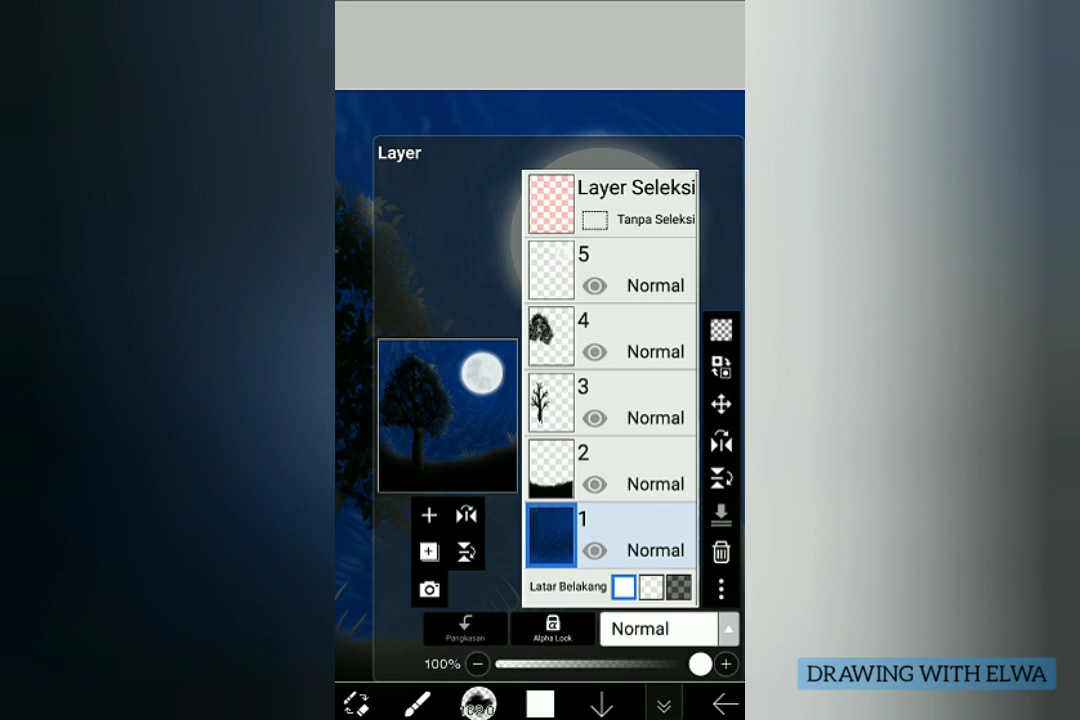 Layer
Layer Seleksi
Tanpa Seleksi
5
Normal
4
Normal
3
Normal
2
Normal
1
Normal
Latar Belakang
Pangkasan
Alpha Lock
Normal
100%
DRAWING WITH ELWA